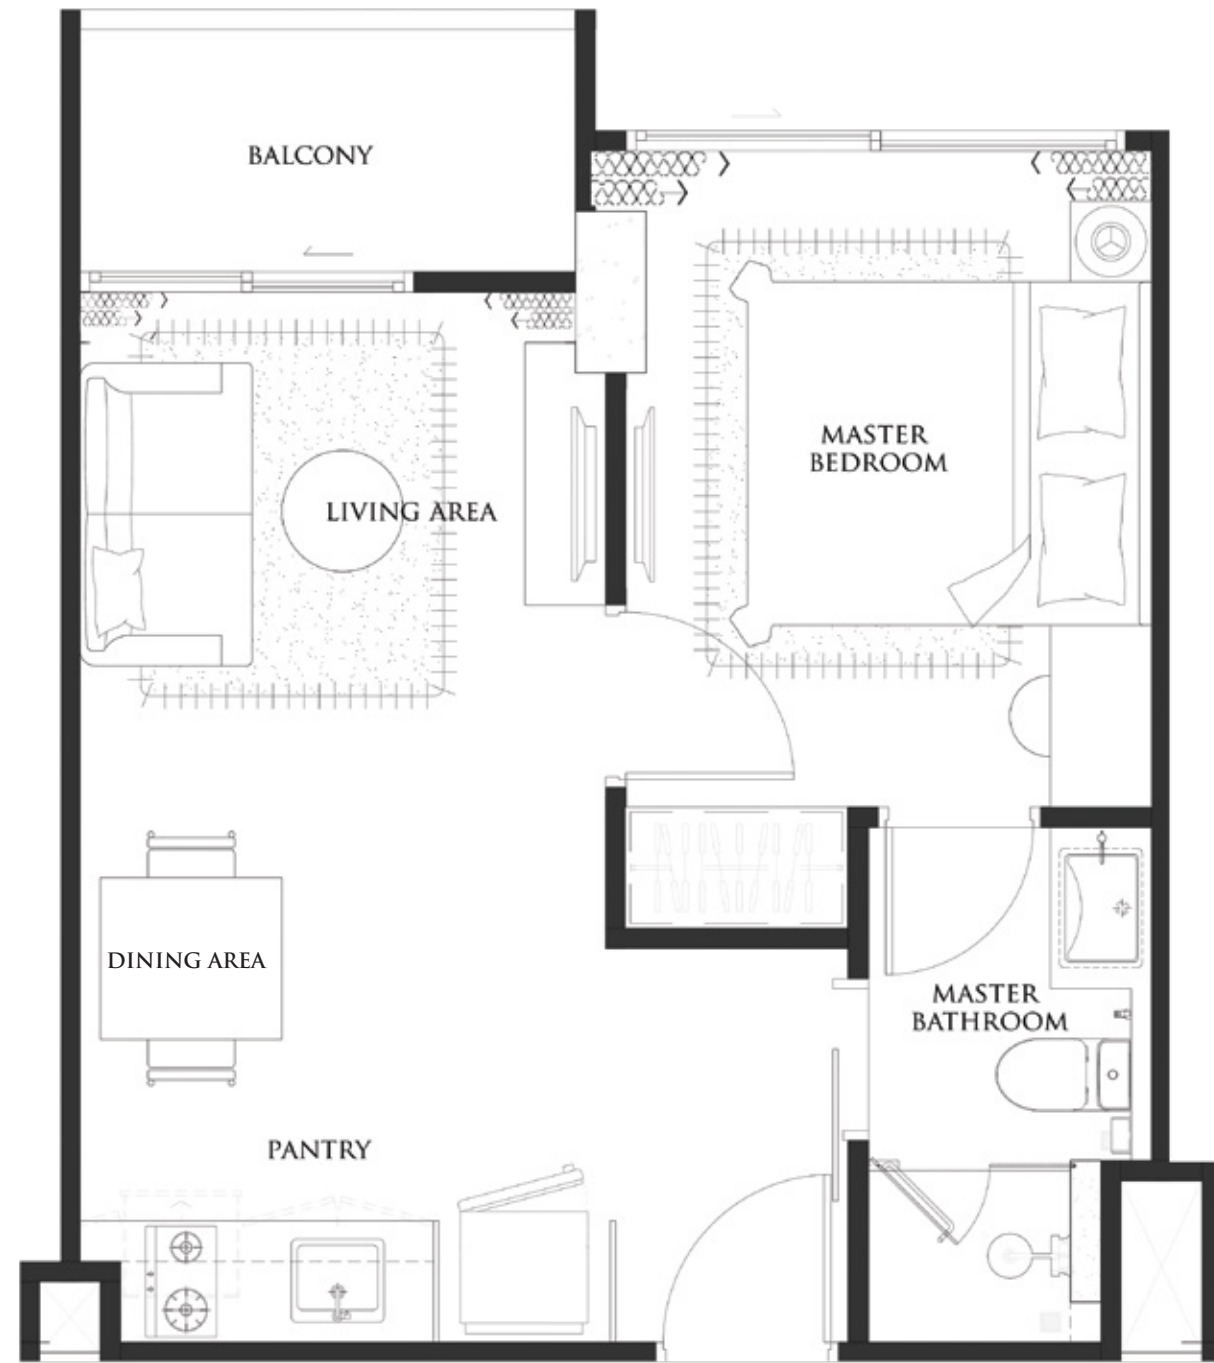 BALCONY
MASTER
BEDROOM
LIVING AREA
DINING AREA
MASTER
BATHROOM
PANTRY